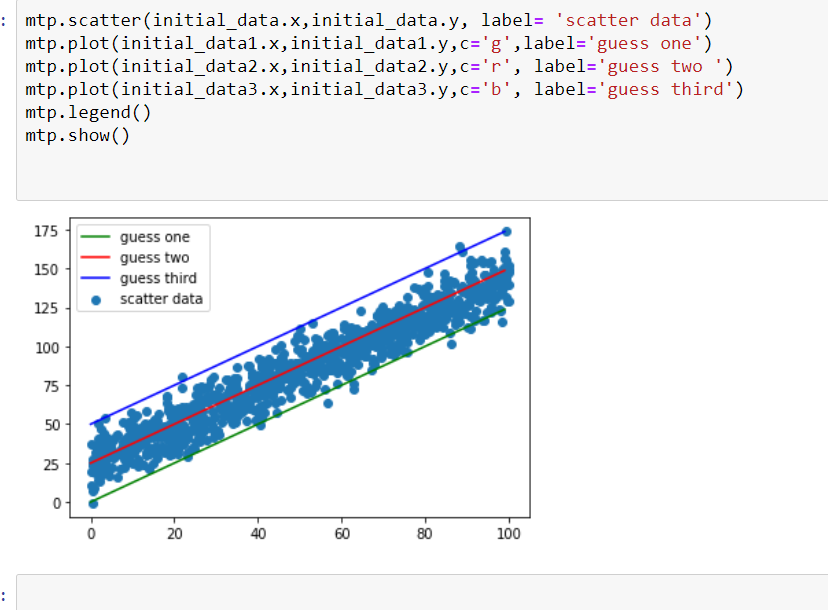 : mtp.scatter(initial_data.x,initial_data.y, label= 'scatter data')
mtp.plot(initial_data1.x,initial_data1.y,c='g',label='guess one')
mtp.plot(initial_data2.x,initial_data2.y,c='r', label='guess two ')
mtp.plot(initial_data3.x,initial_data3.y,c='b', label='guess third')
mtp.legend()
mtp.show()
guess one
guess two
guess third
scatter data
175
150
125
100
75
50
25
0
0 20 40 60 80 100
: